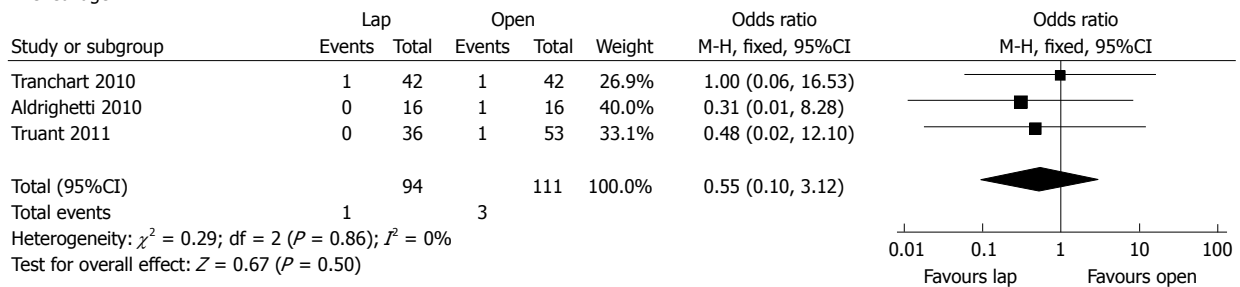 Lap Open Odds ratio Odds ratio
Study or subgroup Events Total Events Total Weight M-H, fixed, 95%CI M-H, fixed, 95%CI
Tranchart 2010 1 42 1 42 26.9% 1.00 (0.06, 16.53)
Aldrighetti 2010 0 16 1 16 40.0% 0.31 (0.01, 8.28)
Truant 2011 0 36 1 53 33.1% 0.48 (0.02, 12.10)
Total (95%CI) 94 111 100.0% 0.55 (0.10, 3.12)
Total events 1 3
Heterogeneity: χ² = 0.29; df = 2 (P = 0.86); I² = 0%
Test for overall effect: Z = 0.67 (P = 0.50)
0.01 0.1 1 10 100
Favours lap Favours open